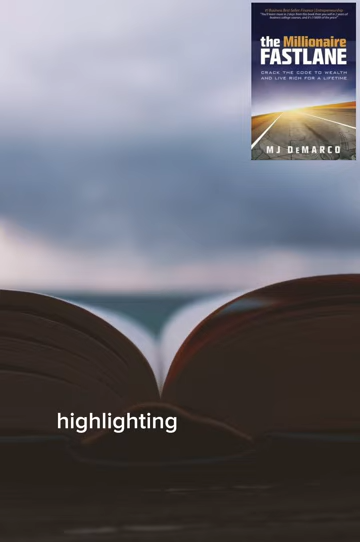 the Millionaire
FASTLANE
CRACK THE CODE TO WEALTH
AND LIVE RICH FOR A LIFETIME.
MJ DEMARCO
highlighting